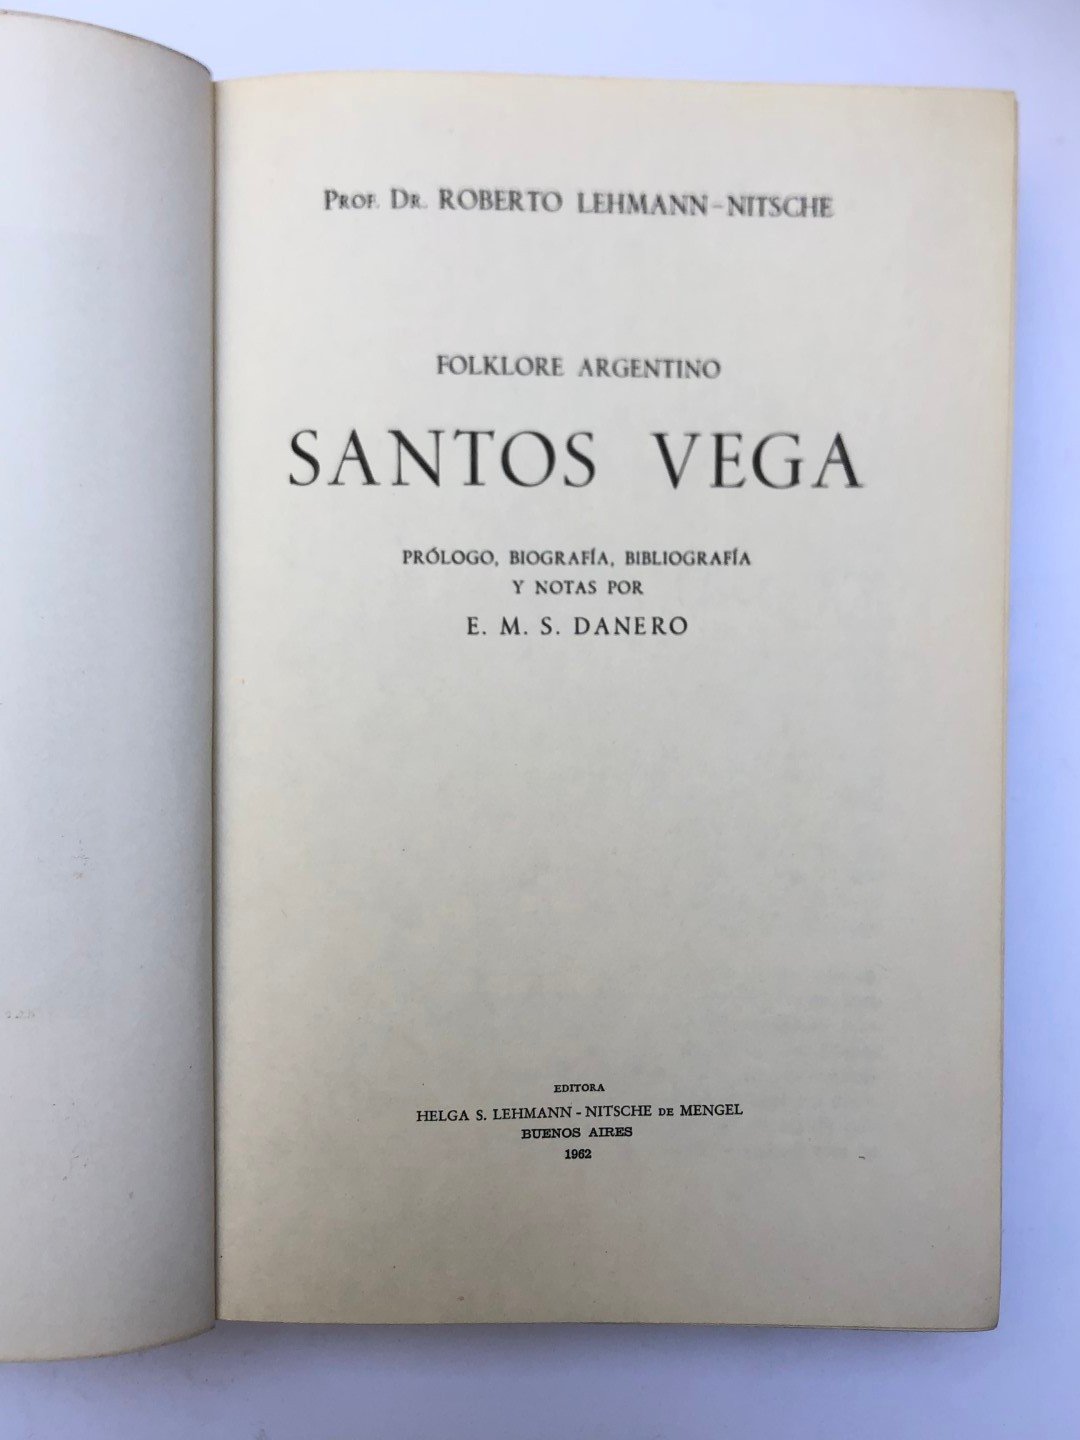 PROF. DR. ROBERTO LEHMANN-NITSCHE
FOLKLORE ARGENTINO
SANTOS VEGA
PRÓLOGO, BIOGRAFÍA, BIBLIOGRAFÍA
Y NOTAS POR
E. M. S. DANERO
EDITORA
HELGA S. LEHMANN - NITSCHE DE MENGEL
BUENOS AIRES
1962